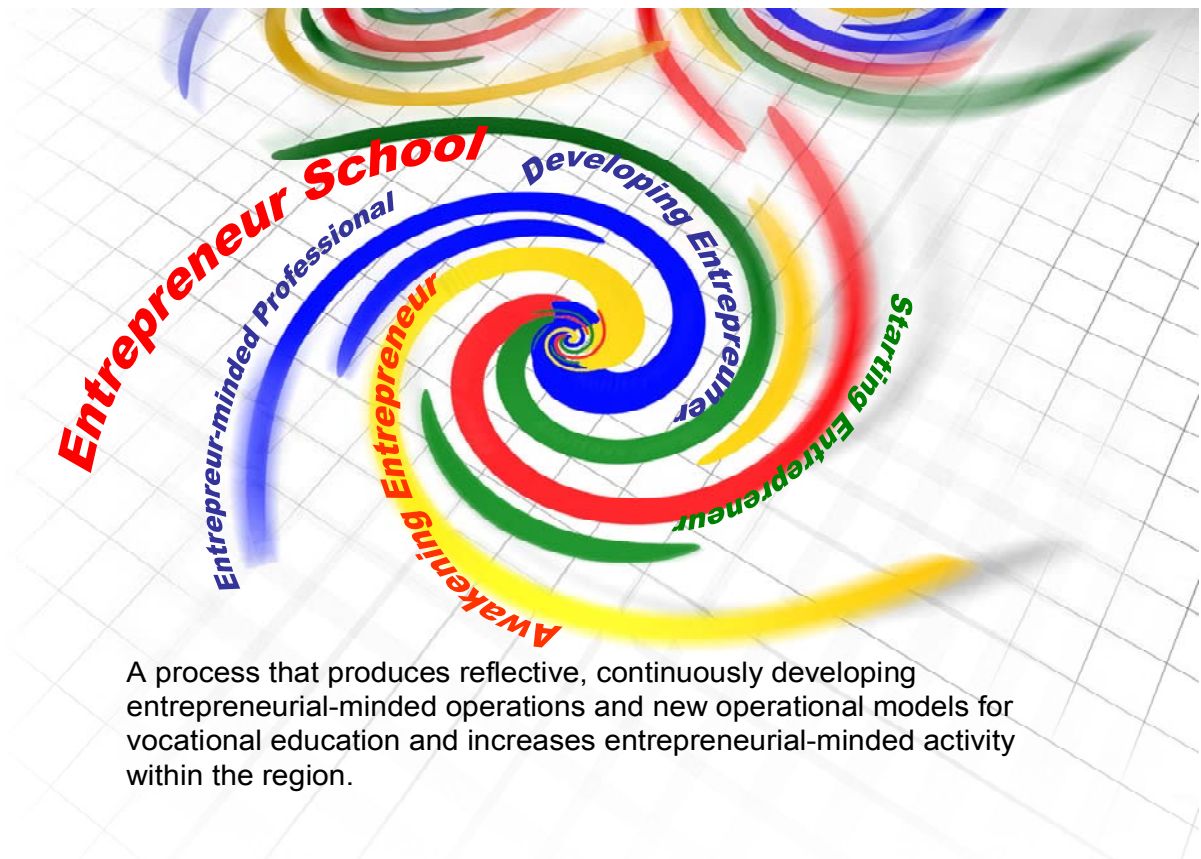 Entrepreneur School
Entrepreur-minded Professional
Awakening Entrepreneur
Developing Entrepreuner
Starting Entrepreneur
A process that produces reflective, continuously developing
entrepreneurial-minded operations and new operational models for
vocational education and increases entrepreneurial-minded activity
within the region.